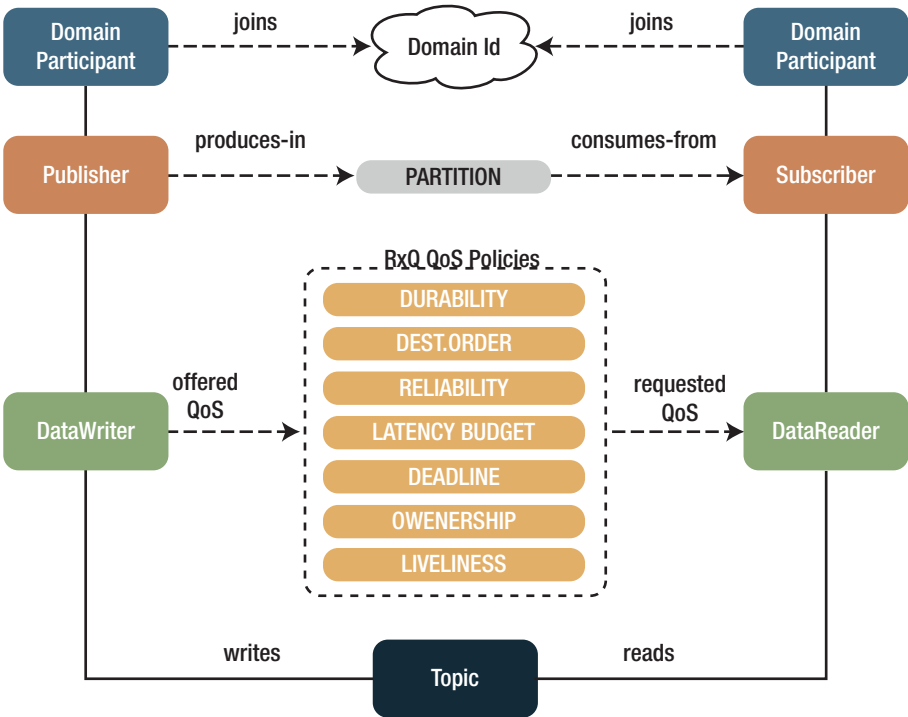 Domain
Participant
joins
Domain Id
joins
Domain
Participant
Publisher
produces-in
PARTITION
consumes-from
Subscriber
RxQ QoS Policies
DURABILITY
DEST.ORDER
RELIABILITY
LATENCY BUDGET
DEADLINE
OWENERSHIP
LIVELINESS
DataWriter
offered
QoS
requested
QoS
DataReader
writes
Topic
reads